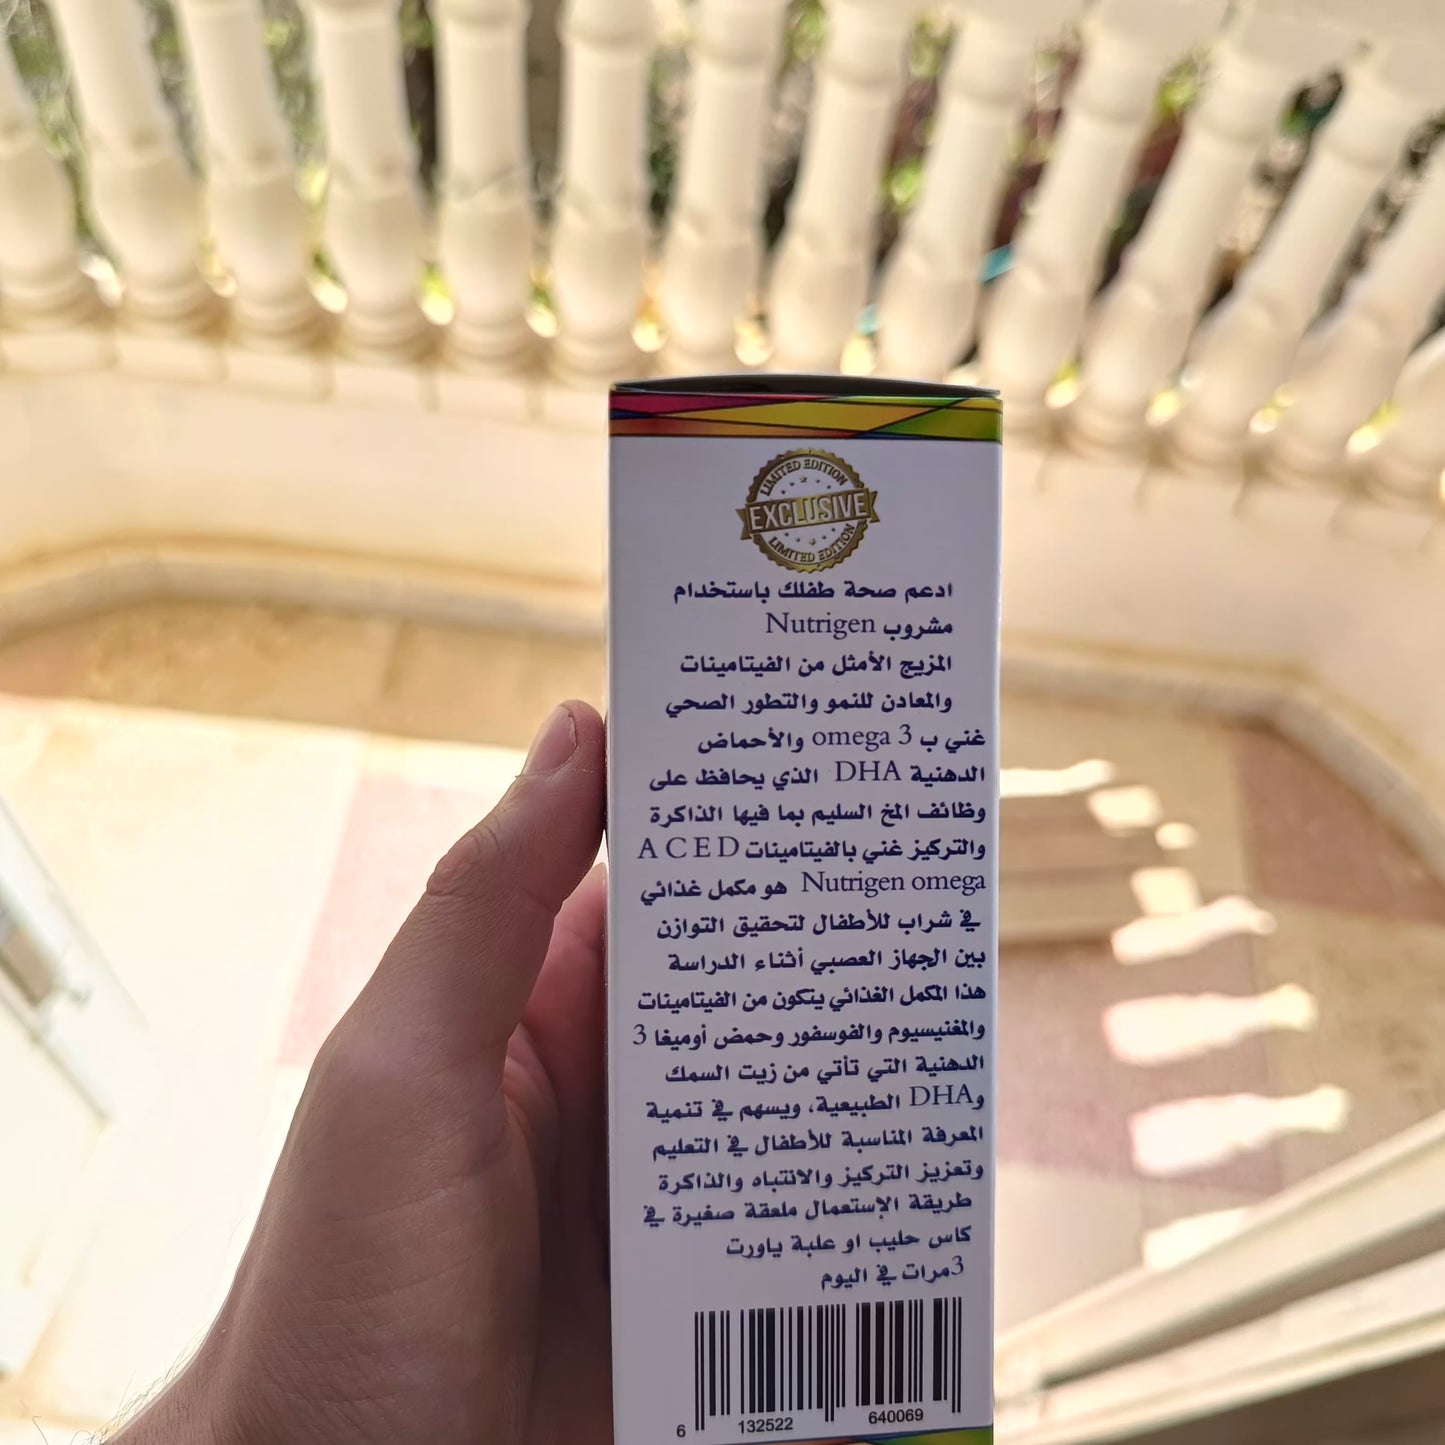 LIMITED EDITION
EXCLUSIVE
LIMITED EDITION
ادعم صحة طفلك باستخدام
مشروب Nutrigen
المزيج الأمثل من الفيتامينات
والمعادن للنمو والتطور الصحي
غني ب omega 3 والأحماض
الدهنية DHA الذي يحافظ على
وظائف المخ السليم بما فيها الذاكرة
والتركيز غني بالفيتامينات A C E D
Nutrigen omega هو مكمل غذائي
في شراب للأطفال لتحقيق التوازن
بين الجهاز العصبي أثناء الدراسة
هذا المكمل الغذائي يتكون من الفيتامينات
والمغنيسيوم والفوسفور وحمض أوميغا 3
الدهنية التي تأتي من زيت السمك
وDHA الطبيعية، ويسهم في تنمية
المعرفة المناسبة للأطفال في التعليم
وتعزيز التركيز والانتباه والذاكرة
طريقة الإستعمال ملعقة صغيرة في
كاس حليب او علبة ياورت
3مرات في اليوم
6 132522 640069